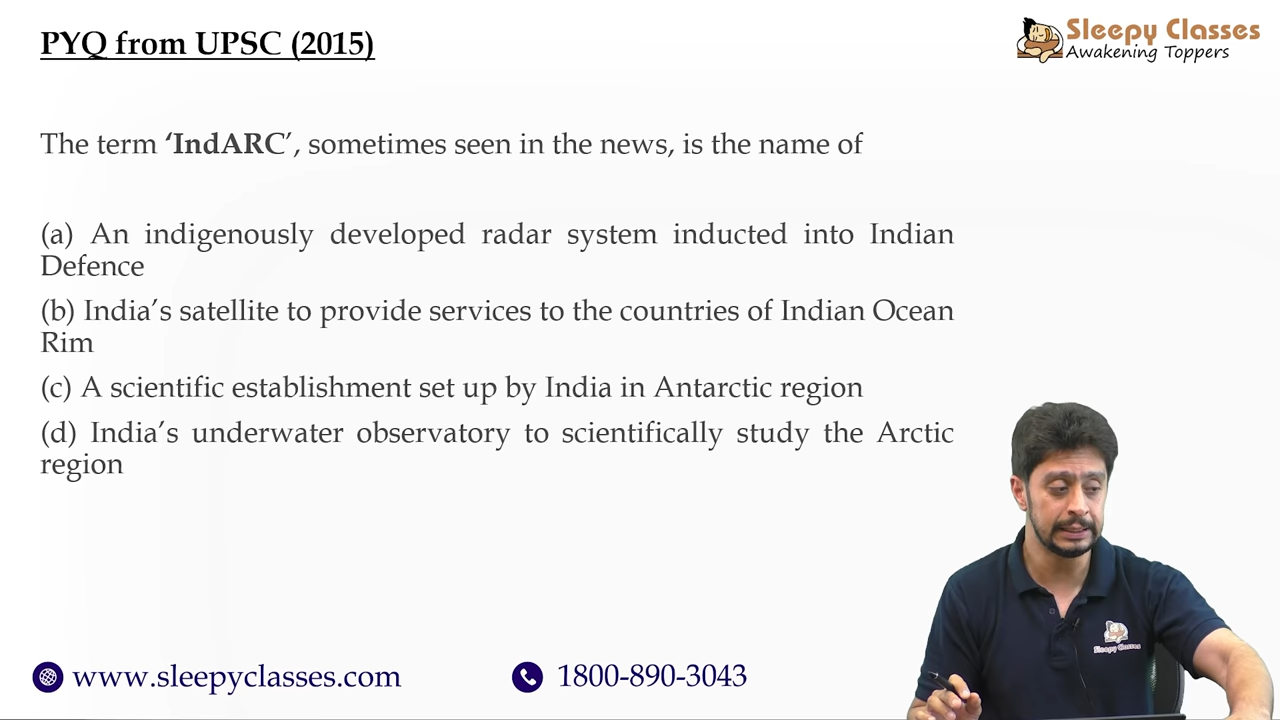 PYQ from UPSC (2015)
Sleepy Classes
Awakening Toppers
The term ‘IndARC’, sometimes seen in the news, is the name of
(a) An indigenously developed radar system inducted into Indian
Defence
(b) India’s satellite to provide services to the countries of Indian Ocean
Rim
(c) A scientific establishment set up by India in Antarctic region
(d) India’s underwater observatory to scientifically study the Arctic
region
Sleepy Classes
www.sleepyclasses.com
1800-890-3043